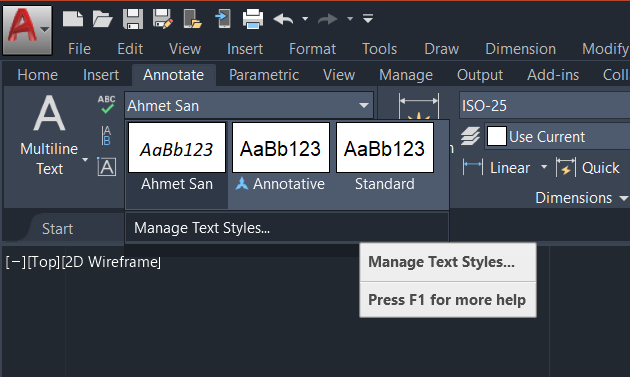 A
File Edit View Insert Format Tools Draw Dimension Modify
Home Insert Annotate Parametric View Manage Output Add-ins Coll
A
Multiline
Text
ABC
A
B
A
Ahmet San
AaBb123 AaBb123 AaBb123
Ahmet San Annotative Standard
Manage Text Styles...
ISO-25
Use Current
Linear Quick
Dimensions
Start
[−][Top][2D Wireframe]
Manage Text Styles...
Press F1 for more help